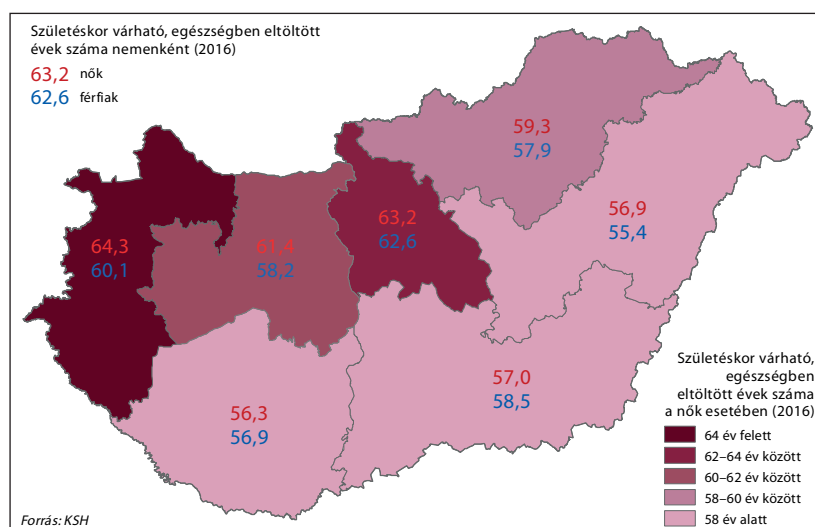 Születéskor várható, egészségben eltöltött
évek száma nemenként (2016)
63,2 nők
62,6 férfiak
59,3
57,9
56,9
55,4
63,2
62,6
64,3
60,1
61,4
58,2
57,0
58,5
56,3
56,9
Születéskor várható,
egészségben
eltöltött évek száma
a nők esetében (2016)
64 év felett
62–64 év között
60–62 év között
58–60 év között
58 év alatt
Forrás: KSH